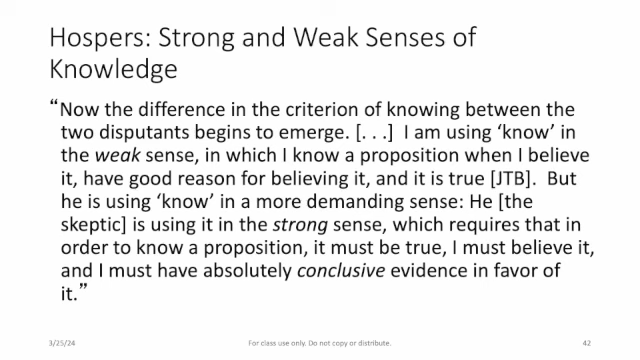 Hospers: Strong and Weak Senses of
Knowledge
“Now the difference in the criterion of knowing between the
two disputants begins to emerge. [. . .]  I am using ‘know’ in
the weak sense, in which I know a proposition when I believe
it, have good reason for believing it, and it is true [JTB].  But
he is using ‘know’ in a more demanding sense: He [the
skeptic] is using it in the strong sense, which requires that in
order to know a proposition, it must be true, I must believe it,
and I must have absolutely conclusive evidence in favor of
it.”
3/25/24
For class use only. Do not copy or distribute.
42